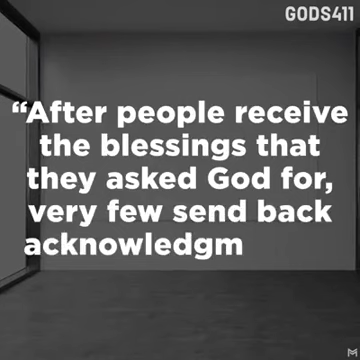 GODS411
“After people receive
the blessings that
they asked God for,
very few send back
acknowledgm